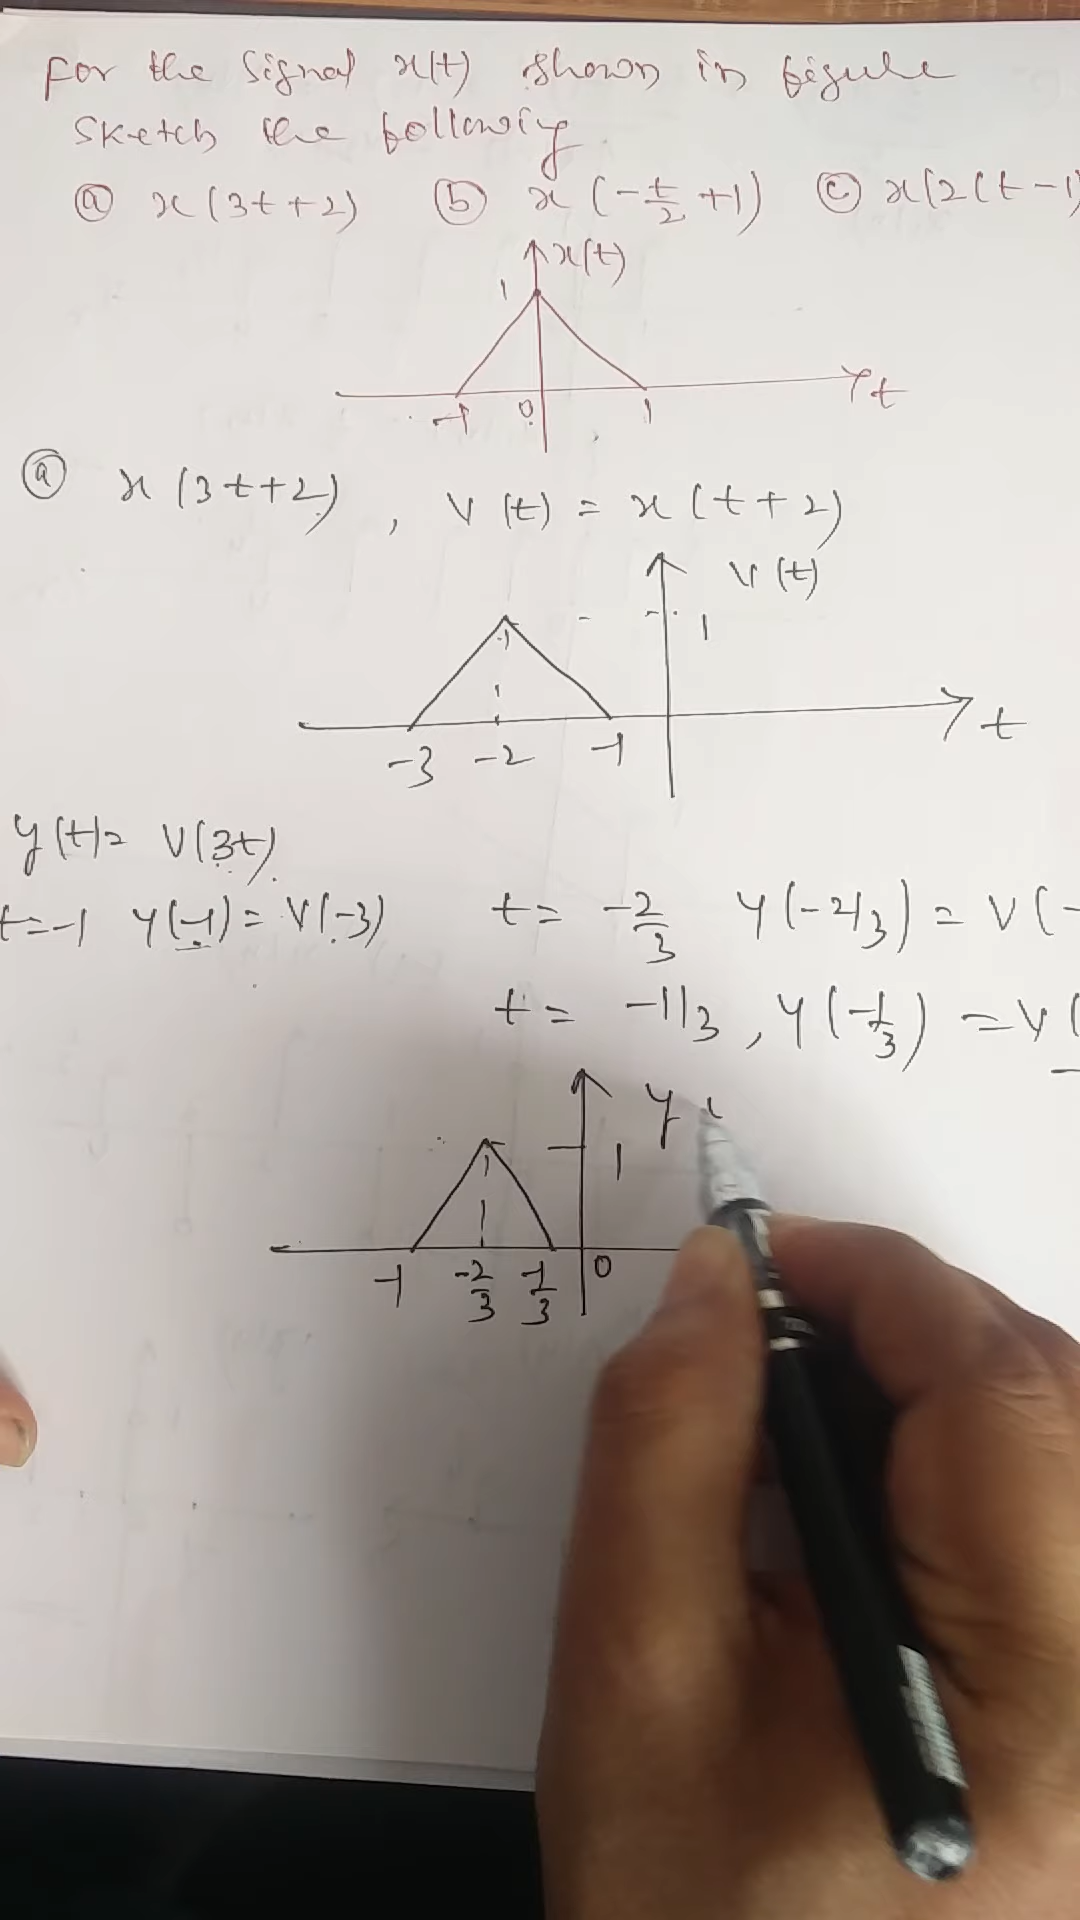 For the signal x(t) shown in figure
sketch the following
ⓐ x(3t+2) ⓑ x(-t/2 +1) ⓒ x(2(t-1)
x(t)
1
-1 0 1 t
ⓐ x(3t+2), v(t) = x(t+2)
v(t)
1
-3 -2 -1 t
y(t)= v(3t)
t=-1 y(-1) = v(-3) t= -2/3 y(-2/3) = v(-
t= -1/3, y(-1/3) = v(
y
1
-1 -2/3 -1/3 0